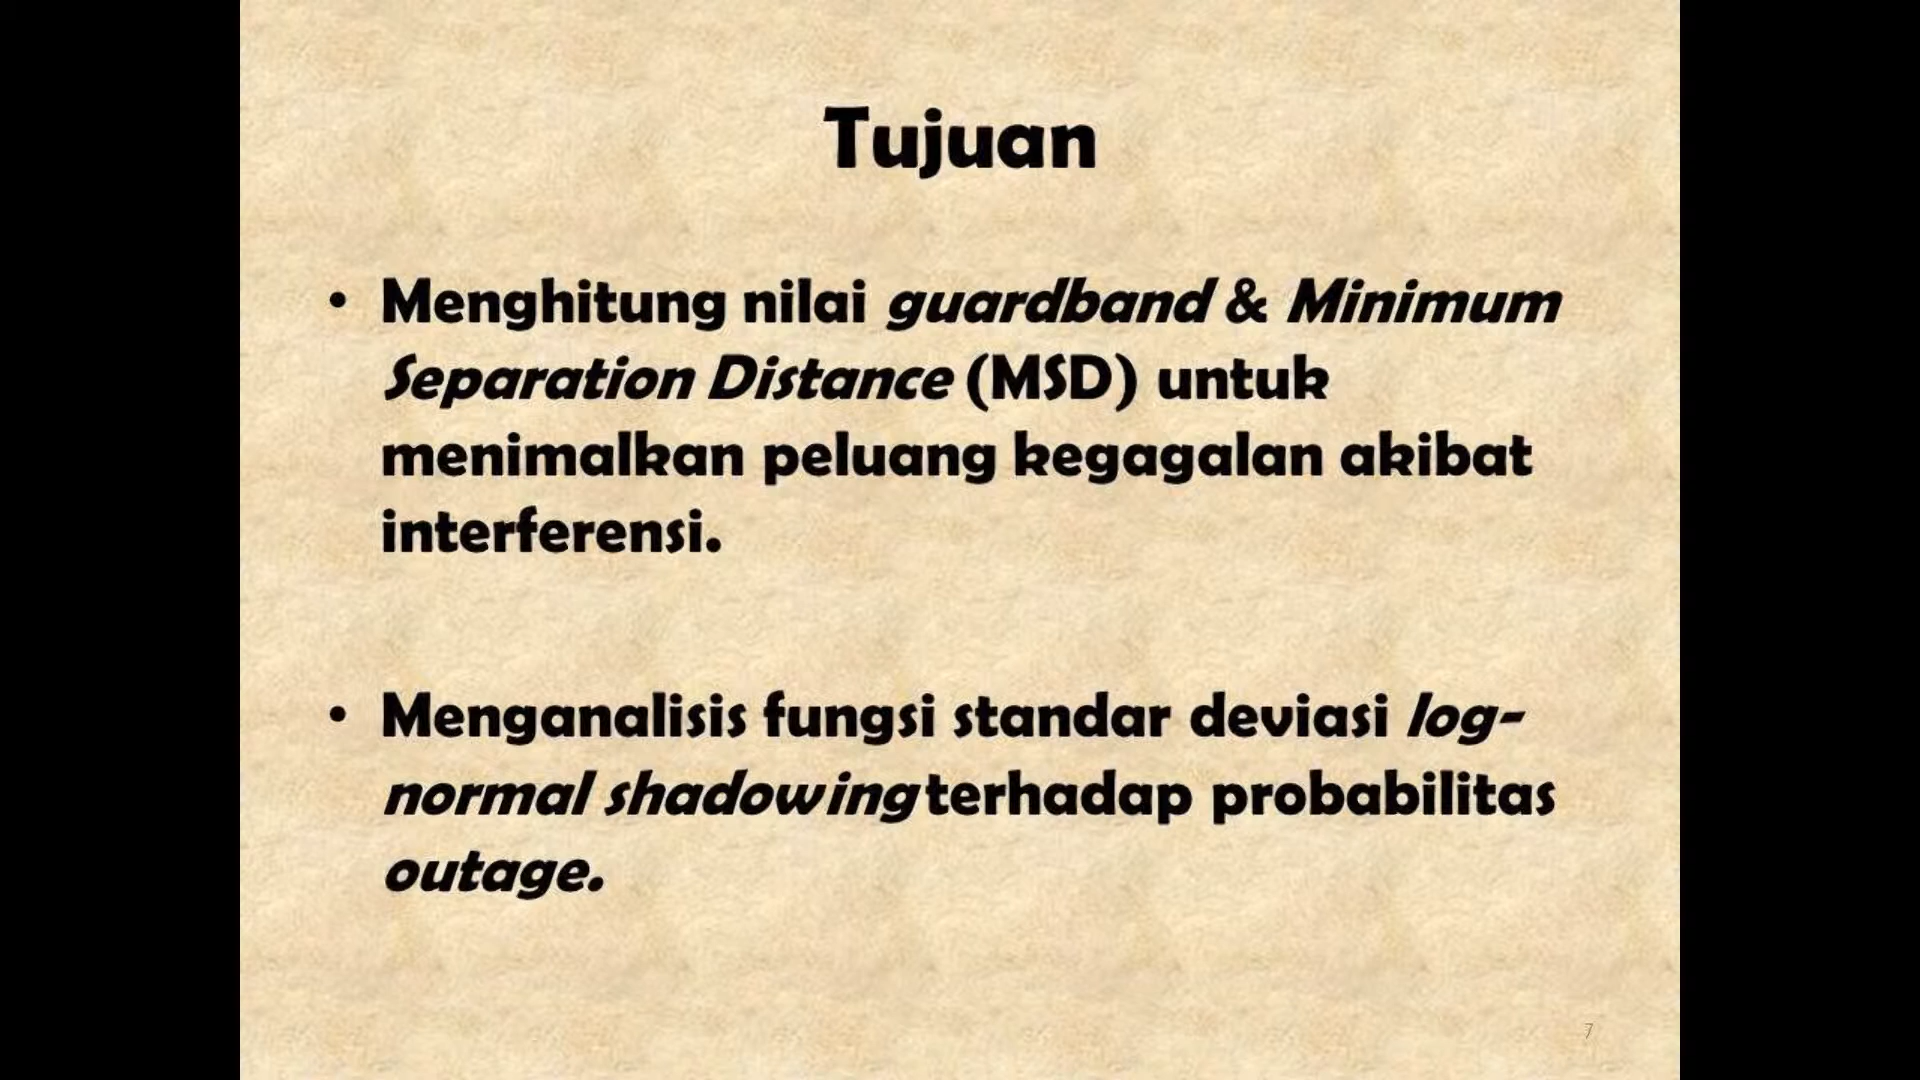 Tujuan
• Menghitung nilai guardband & Minimum
Separation Distance (MSD) untuk
menimalkan peluang kegagalan akibat
interferensi.
• Menganalisis fungsi standar deviasi log-
normal shadowing terhadap probabilitas
outage.
7